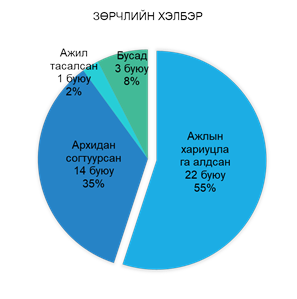 ЗӨРЧЛИЙН ХЭЛБЭР
Ажил
тасалсан
1 буюу
2%
Бусад
3 буюу
8%
Архидан
согтуурсан
14 буюу
35%
Ажлын
хариуцла
га алдсан
22 буюу
55%